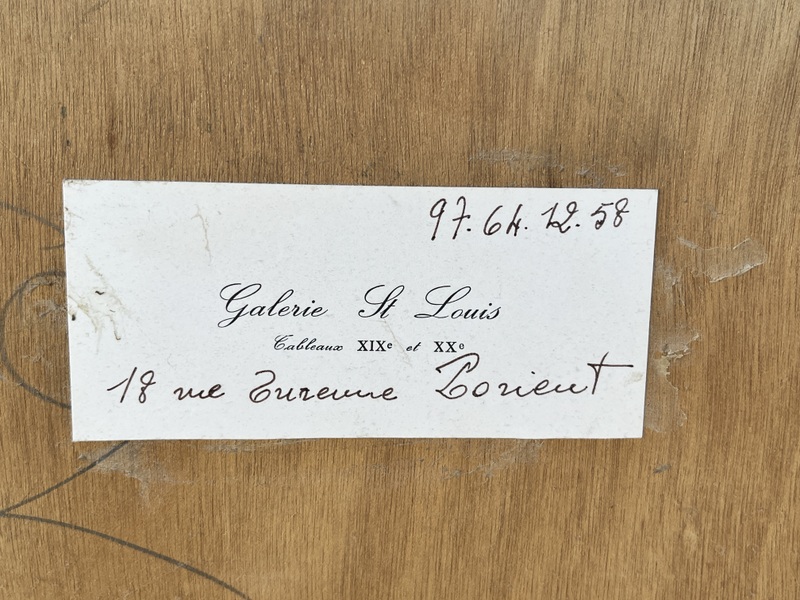 97.64.12.58
Galerie St Louis
Tableaux XIXe et XXe
18 rue Turenne Lorient